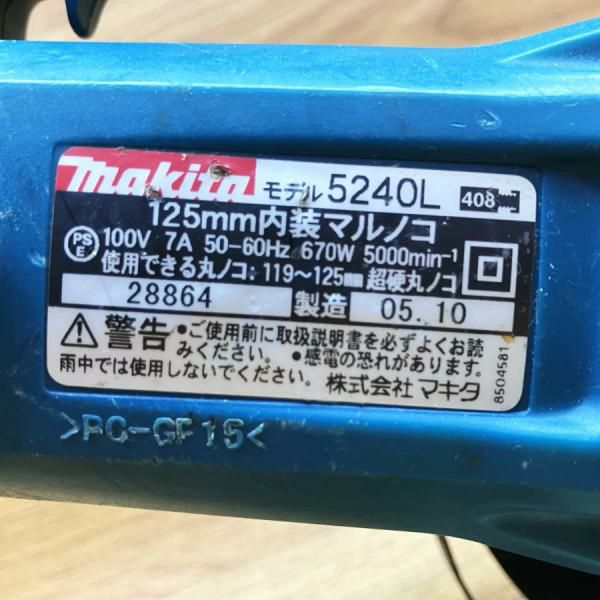 makita モデル 5240L 408
125mm内装マルノコ
PS E 100V 7A 50-60Hz 670W 5000min-1
使用できる丸ノコ:119〜125mm 超硬丸ノコ
28864 製造 05.10
警告 ●ご使用前に取扱説明書を必ずよくお読
みください。 ●感電の恐れがあります。
雨中では使用しないでください。 株式会社 マキタ
850458
>PC-GF15<